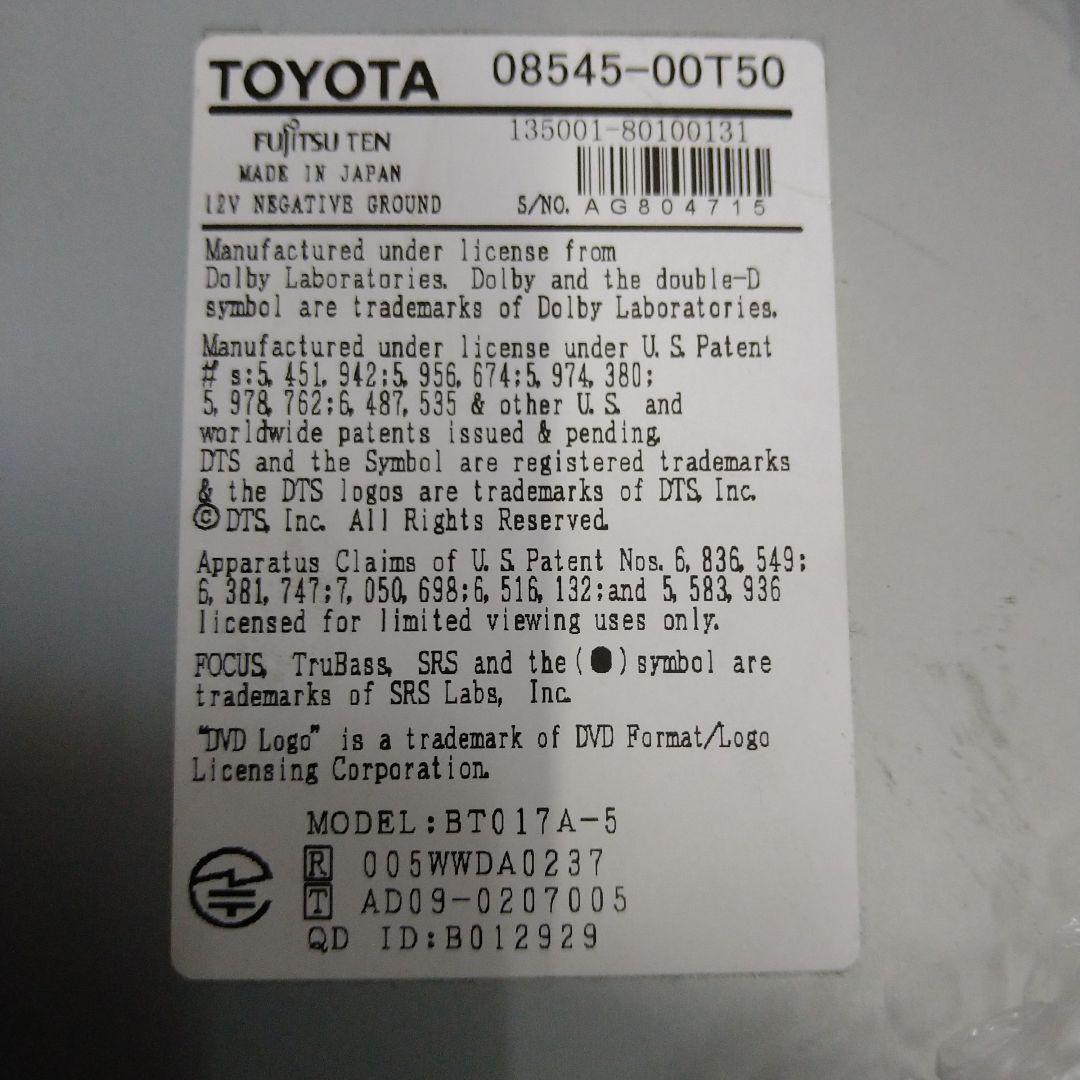 TOYOTA 08545-00T50
FUJITSU TEN 135001-80100131
MADE IN JAPAN
12V NEGATIVE GROUND S/NO. AG804715
Manufactured under license from
Dolby Laboratories. Dolby and the double-D
symbol are trademarks of Dolby Laboratories.
Manufactured under license under U.S. Patent
# s:5,451,942;5,956,674;5,974,380;
5,978,762;6,487,535 & other U.S. and
worldwide patents issued & pending.
DTS and the Symbol are registered trademarks
& the DTS logos are trademarks of DTS, Inc.
© DTS, Inc. All Rights Reserved.
Apparatus Claims of U.S. Patent Nos. 6,836,549;
6,381,747;7,050,698;6,516,132;and 5,583,936
licensed for limited viewing uses only.
FOCUS, TruBass, SRS and the (●) symbol are
trademarks of SRS Labs, Inc.
"DVD Logo" is a trademark of DVD Format/Logo
Licensing Corporation.
MODEL:BT017A-5
R 005WWDA0237
T AD09-0207005
QD ID:B012929